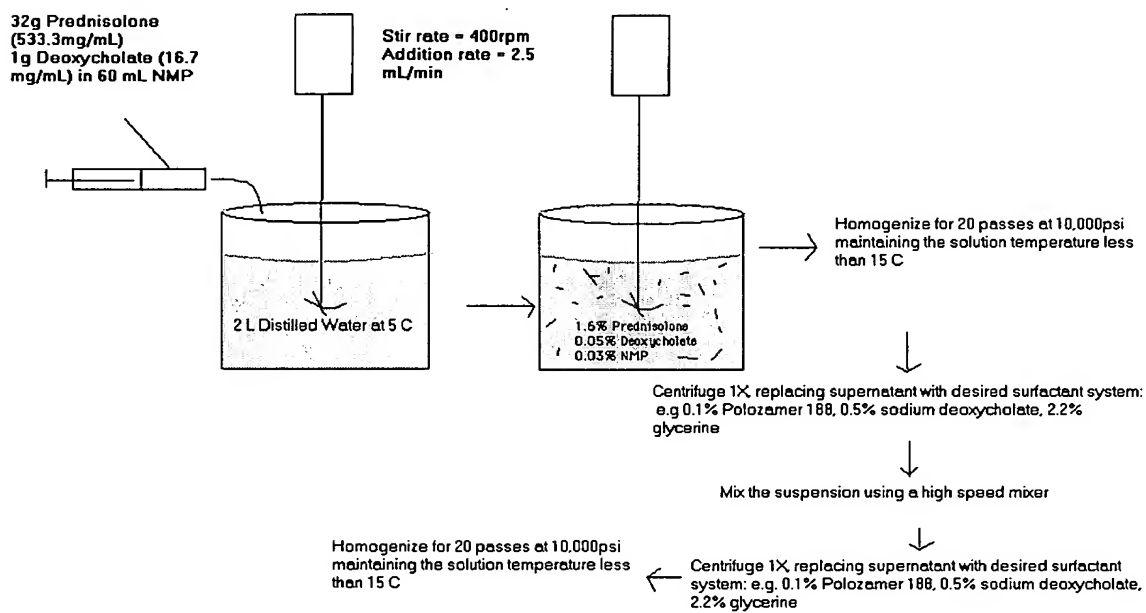 32g Prednisolone
(533.3mg/mL)
1g Deoxycholate (16.7
mg/mL) in 60 mL NMP
Stir rate = 400rpm
Addition rate = 2.5
mL/min
2 L Distilled Water at 5 C
1.6% Prednisolone
0.05% Deoxycholate
0.03% NMP
Homogenize for 20 passes at 10,000psi
maintaining the solution temperature less
than 15 C
Centrifuge 1X, replacing supernatant with desired surfactant system:
e.g 0.1% Polozamer 188, 0.5% sodium deoxycholate, 2.2%
glycerine
Mix the suspension using a high speed mixer
Centrifuge 1X, replacing supernatant with desired surfactant
system: e.g. 0.1% Polozamer 188, 0.5% sodium deoxycholate,
2.2% glycerine
Homogenize for 20 passes at 10,000psi
maintaining the solution temperature less
than 15 C